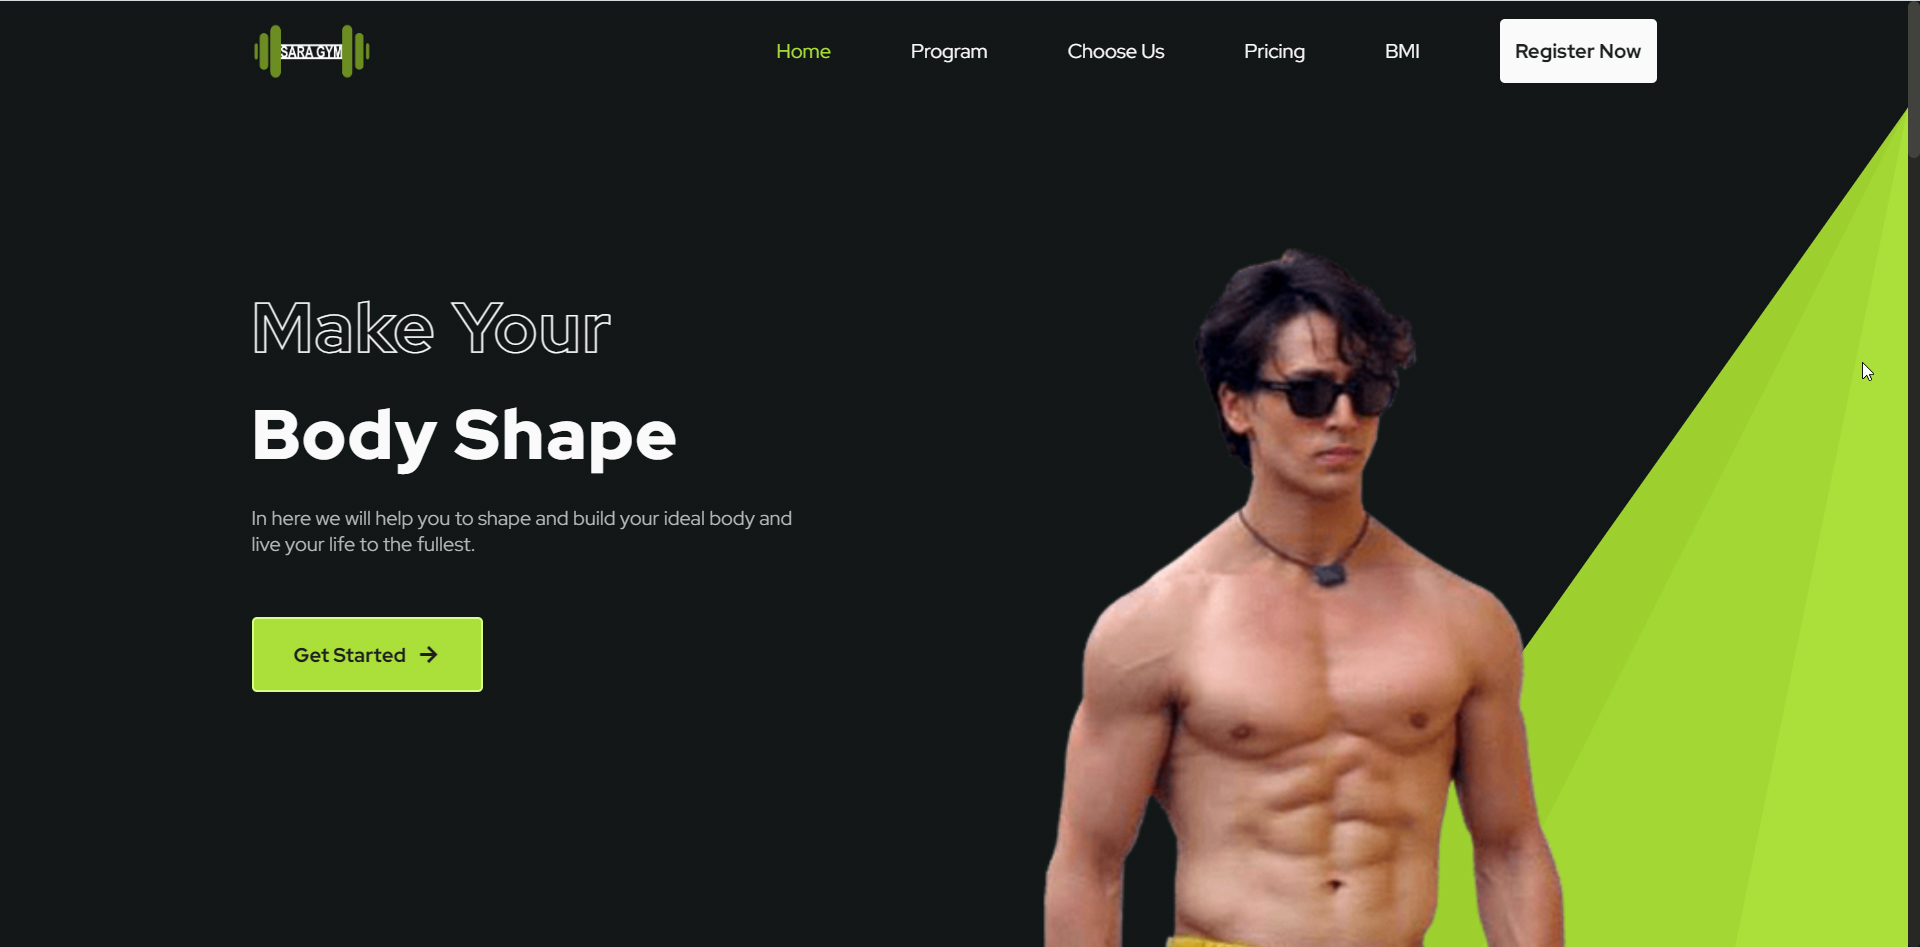 SARA GYM
Home
Program
Choose Us
Pricing
BMI
Register Now
Make Your
Body Shape
In here we will help you to shape and build your ideal body and
live your life to the fullest.
Get Started